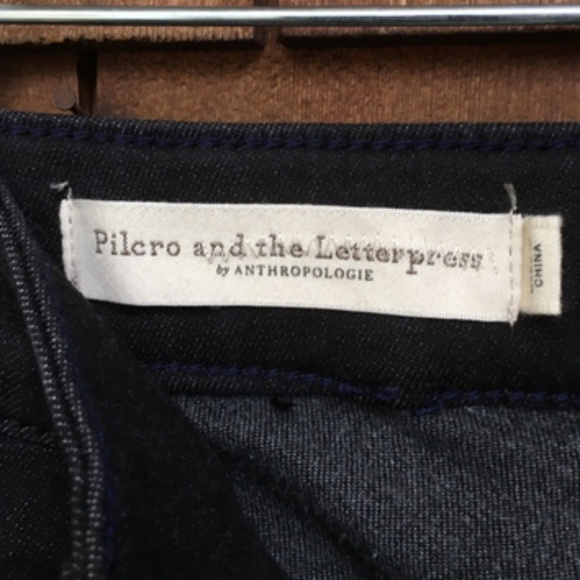 Pilcro and the Letterpress
by ANTHROPOLOGIE
CHINA